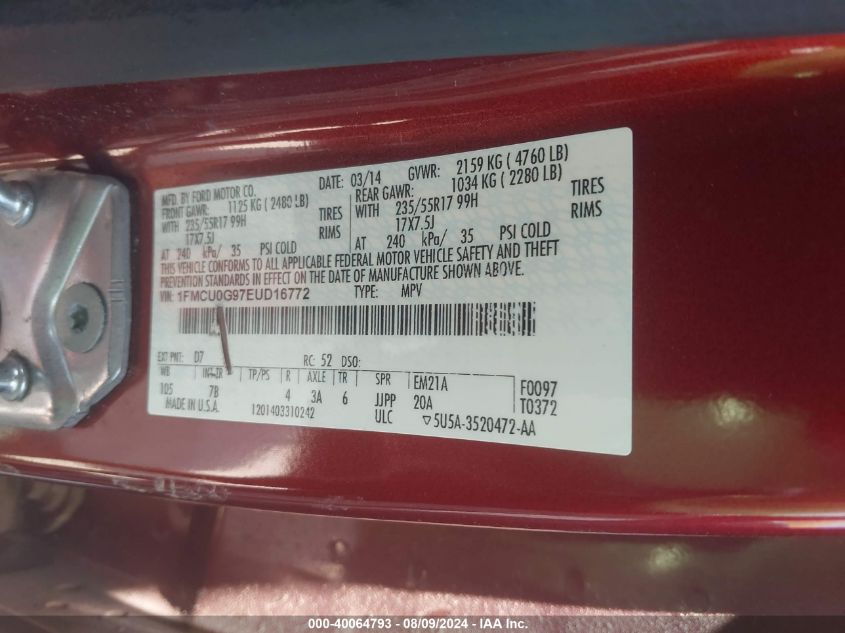 MFD. BY FORD MOTOR CO.
DATE: 03/14 GVWR: 2159 KG ( 4760 LB)
FRONT GAWR: 1125 KG ( 2480 LB) REAR GAWR: 1034 KG ( 2280 LB)
WITH 235/55R17 99H TIRES WITH 235/55R17 99H TIRES
17X7.5J RIMS 17X7.5J RIMS
AT 240 kPa/ 35 PSI COLD AT 240 kPa/ 35 PSI COLD
THIS VEHICLE CONFORMS TO ALL APPLICABLE FEDERAL MOTOR VEHICLE SAFETY AND THEFT
PREVENTION STANDARDS IN EFFECT ON THE DATE OF MANUFACTURE SHOWN ABOVE.
VIN: 1FMCU0G97EUD16772 TYPE: MPV
EXT PNT: D7 RC: 52 DSO:
WB INT TR TP/PS R AXLE TR SPR EM21A F0097
105 7B 4 3A 6 JJPP 20A T0372
MADE IN U.S.A. 1201403310242 ULC ▽5U5A-3520472-AA
000-40064793 - 08/09/2024 - IAA Inc.